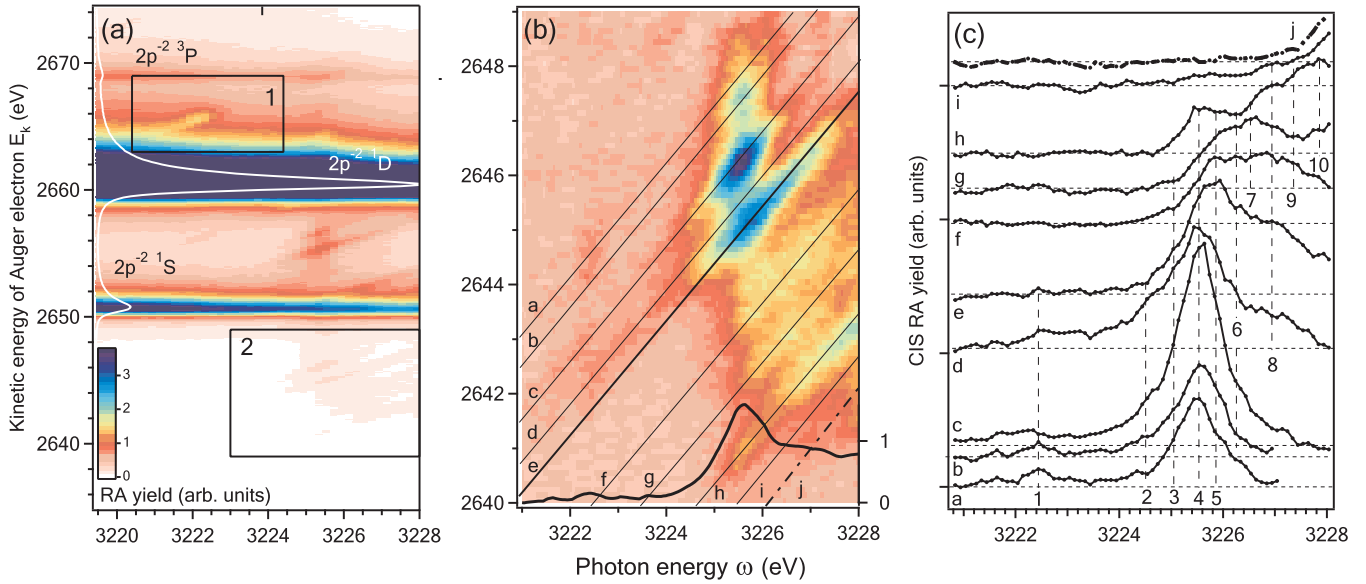 (a)
1
2p⁻² ³P
2p⁻² ¹D
2p⁻² ¹S
2
2670
2660
2650
2640
Kinetic energy of Auger electron Eₖ (eV)
3
2
1
0
RA yield (arb. units)
3220
3222
3224
3226
3228
(b)
2648
2646
2644
2642
2640
a
b
c
d
e
f
g
h
i
j
1
0
3222
3224
3226
3228
Photon energy ω (eV)
(c)
CIS RA yield (arb. units)
j
i
h
g
f
e
d
c
b
a
1
2
3
4
5
6
7
8
9
10
3222
3224
3226
3228